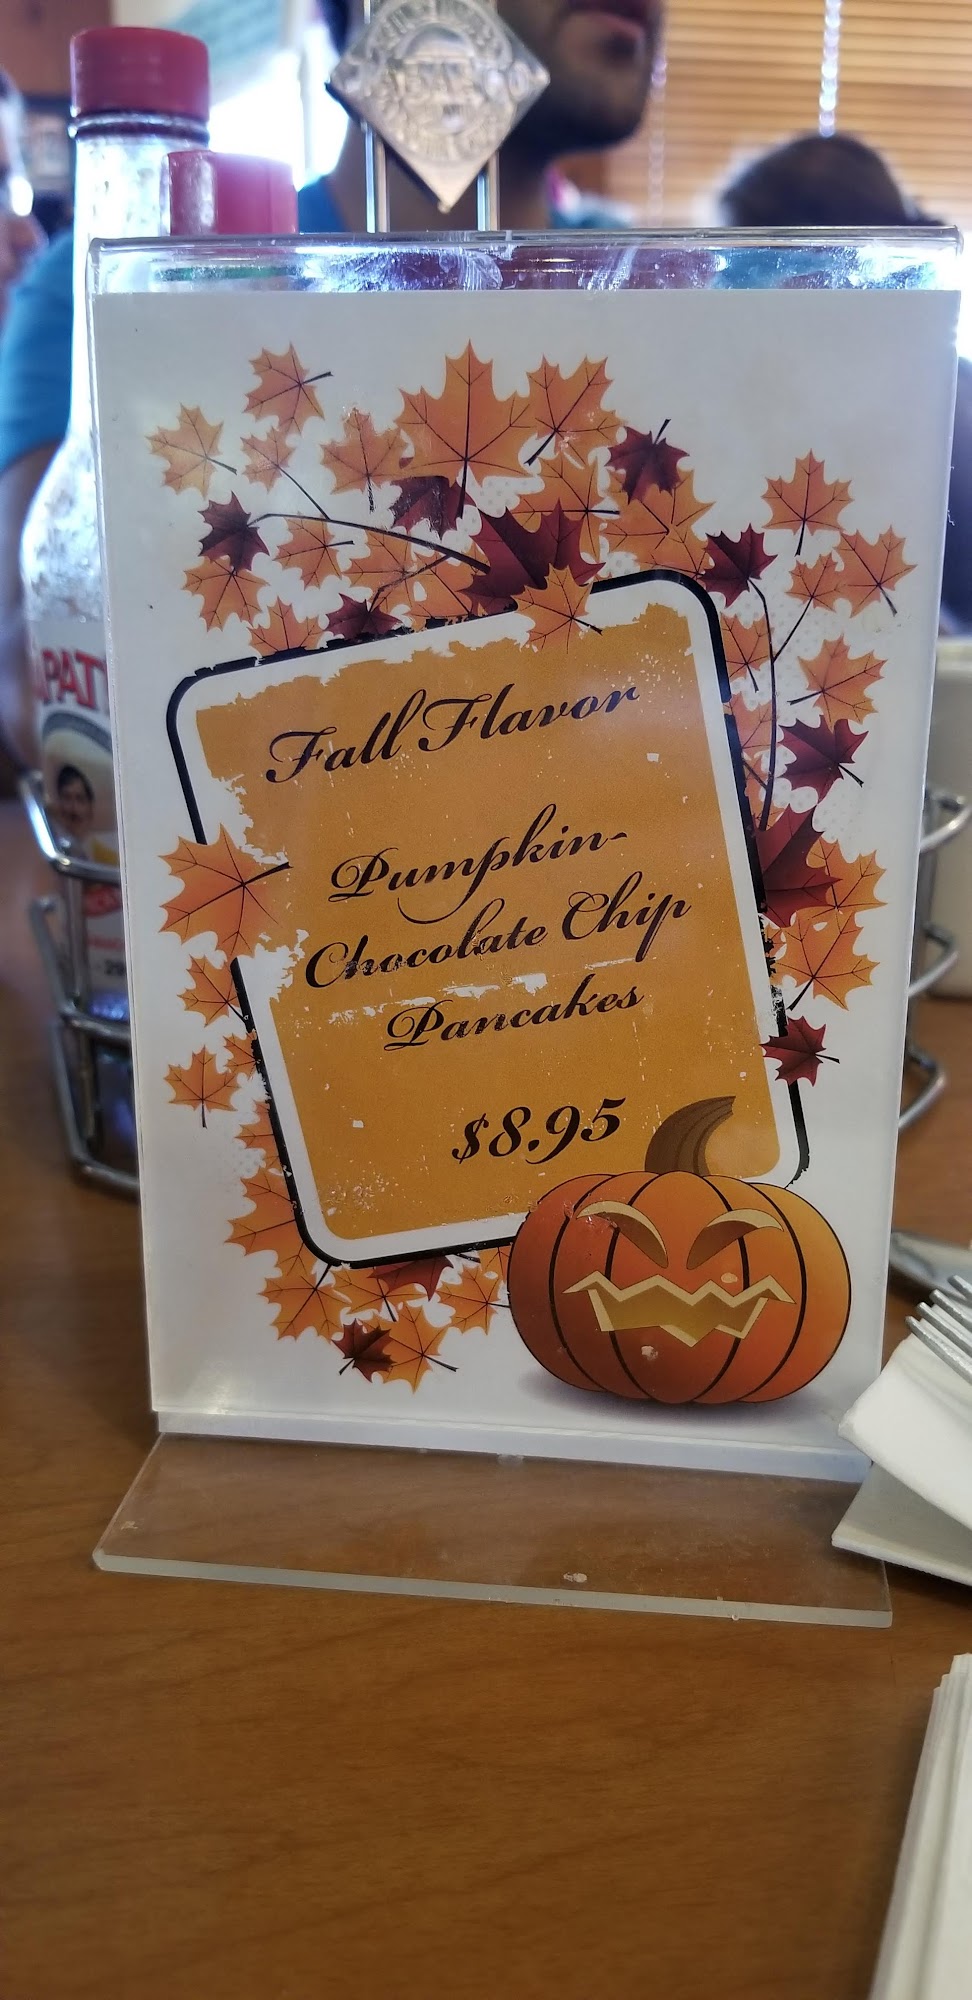 Fall Flavor
Pumpkin-
Chocolate Chip
Pancakes
$8.95